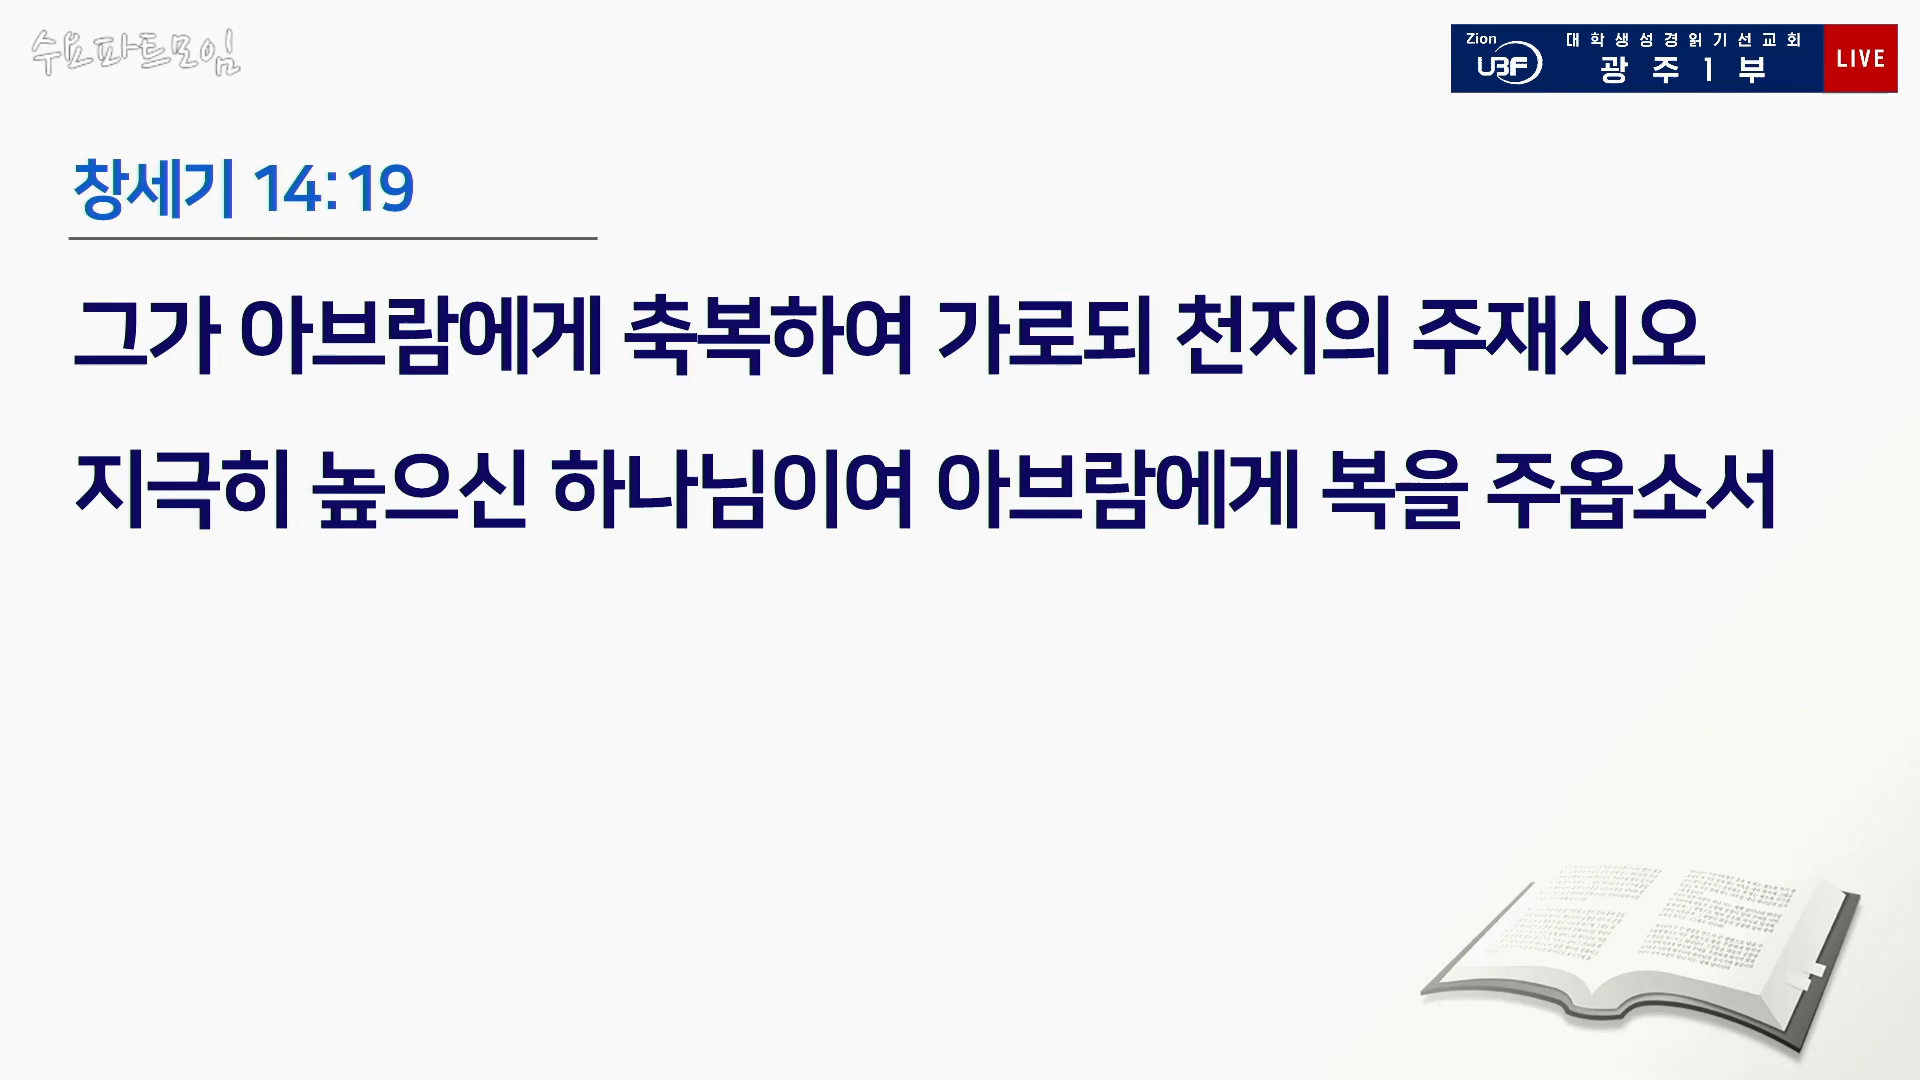 수요파트모임
Zion
UBF
대학생성경읽기선교회
광주1부
LIVE
창세기 14:19
그가 아브람에게 축복하여 가로되 천지의 주재시오
지극히 높으신 하나님이여 아브람에게 복을 주옵소서